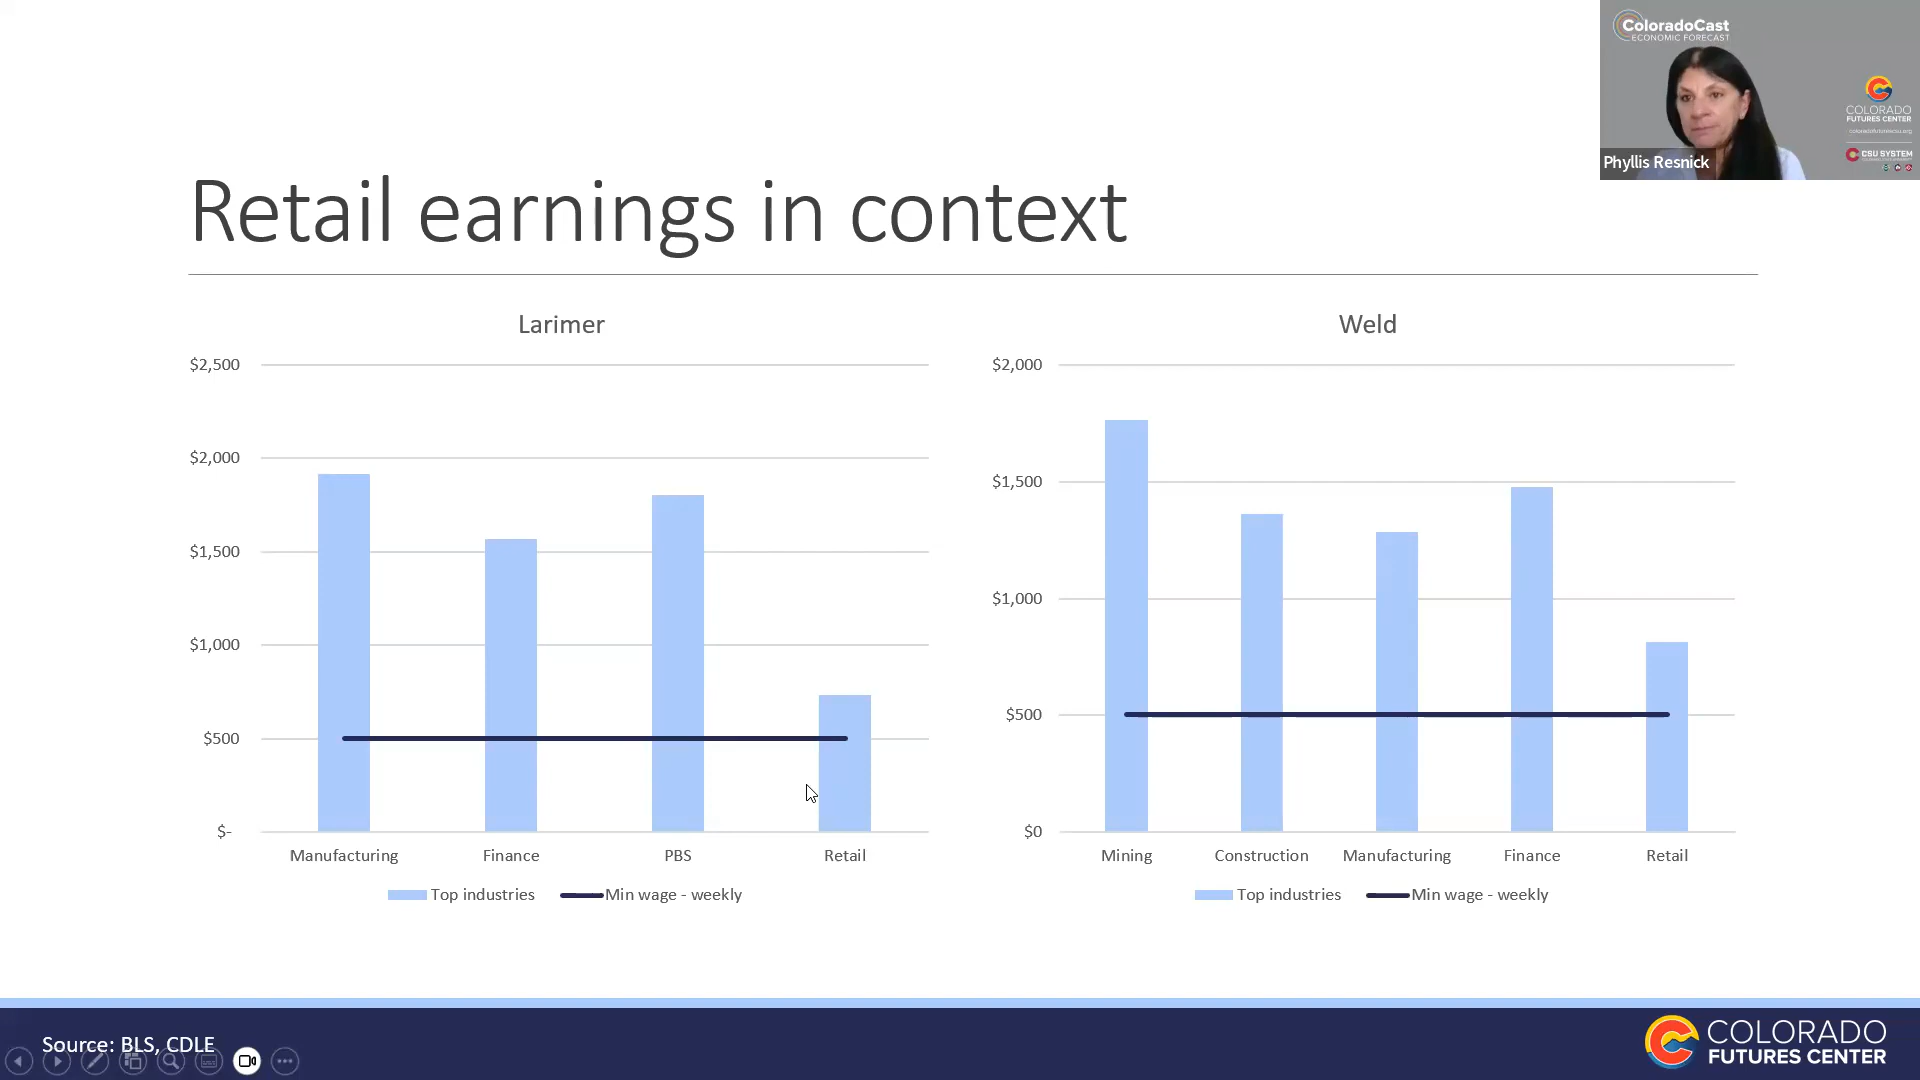 ColoradoCast
ECONOMIC FORECAST
COLORADO
FUTURES CENTER
CSU SYSTEM
Phyllis Resnick
Retail earnings in context
Larimer
$2,500
$2,000
$1,500
$1,000
$500
$-
Manufacturing Finance PBS Retail
Top industries Min wage - weekly
Weld
$2,000
$1,500
$1,000
$500
$0
Mining Construction Manufacturing Finance Retail
Top industries Min wage - weekly
Source: BLS, CDLE
COLORADO
FUTURES CENTER